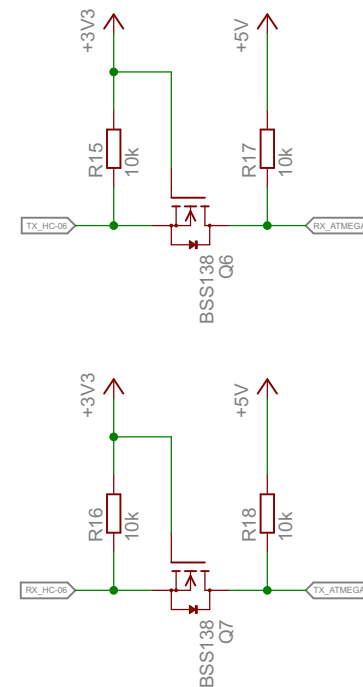 +3V3
+5V
R15
10k
R17
10k
TX_HC-06
RX_ATMEGA
BSS138
Q6
+3V3
+5V
R16
10k
R18
10k
RX_HC-06
TX_ATMEGA
BSS138
Q7